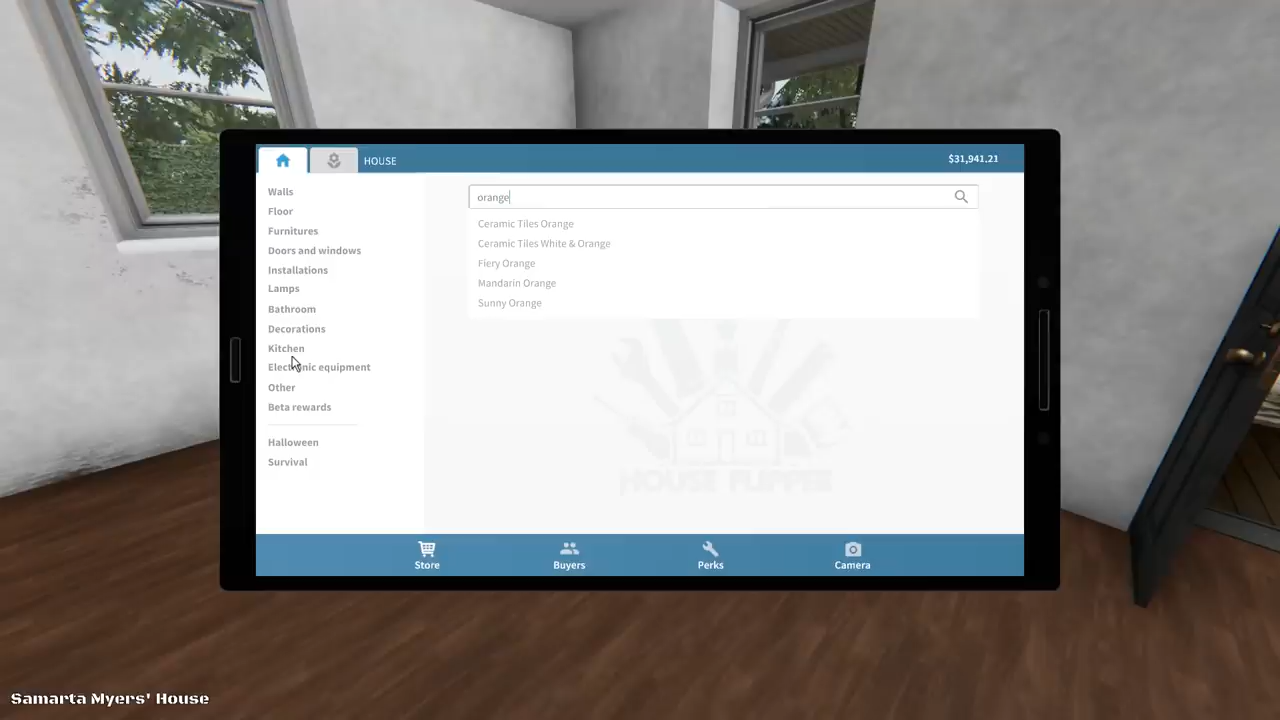 HOUSE
$31,941.21
Walls
Floor
Furnitures
Doors and windows
Installations
Lamps
Bathroom
Decorations
Kitchen
Electronic equipment
Other
Beta rewards
Halloween
Survival
orange
Ceramic Tiles Orange
Ceramic Tiles White & Orange
Fiery Orange
Mandarin Orange
Sunny Orange
HOUSE FLIPPER
Store
Buyers
Perks
Camera
Samarta Myers' House